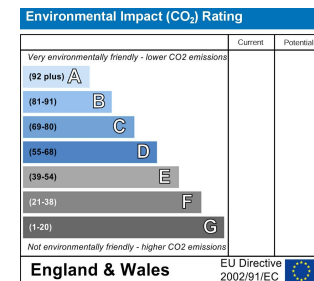 Environmental Impact (CO₂) Rating
Current Potential
Very environmentally friendly - lower CO2 emissions
(92 plus) A
(81-91) B
(69-80) C
(55-68) D
(39-54) E
(21-38) F
(1-20) G
Not environmentally friendly - higher CO2 emissions
England & Wales
EU Directive
2002/91/EC